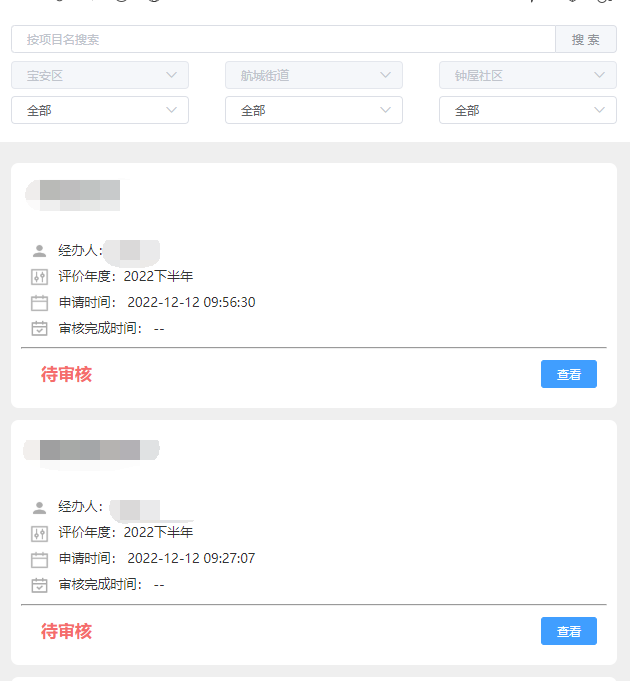 按项目名搜索 搜 索
宝安区 航城街道 钟屋社区
全部 全部 全部
经办人:
评价年度： 2022下半年
申请时间： 2022-12-12 09:56:30
审核完成时间： --
待审核 查看
经办人：
评价年度： 2022下半年
申请时间： 2022-12-12 09:27:07
审核完成时间： --
待审核 查看